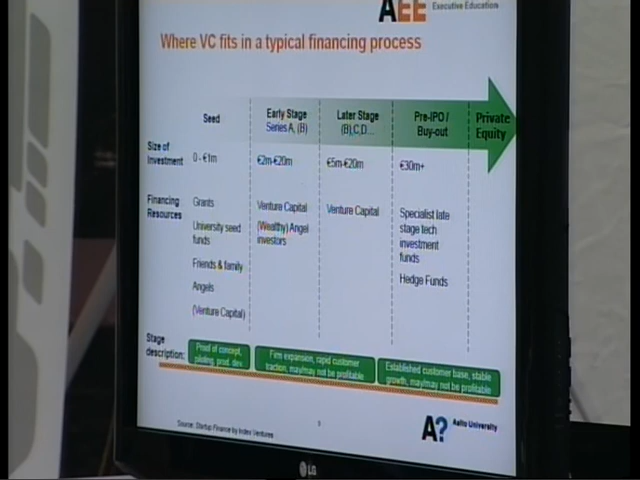 AEE Executive Education
Where VC fits in a typical financing process
Seed
Early Stage
Series A, (B)
Later Stage
(B),C,D...
Pre-IPO /
Buy-out
Private
Equity
Size of
Investment
0 - €1m
€2m-€20m
€5m-€20m
€30m+
Financing
Resources
Grants
University seed
funds
Friends & family
Angels
(Venture Capital)
Venture Capital
(Wealthy) Angel
investors
Venture Capital
Specialist late
stage tech
investment
funds
Hedge Funds
Stage
description:
Proof of concept,
piloting, prod. dev.
Firm expansion, rapid customer
traction, may/may not be profitable
Established customer base, stable
growth, may/may not be profitable
Source: Startup Finance by Index Ventures
9
A? Aalto University
LG